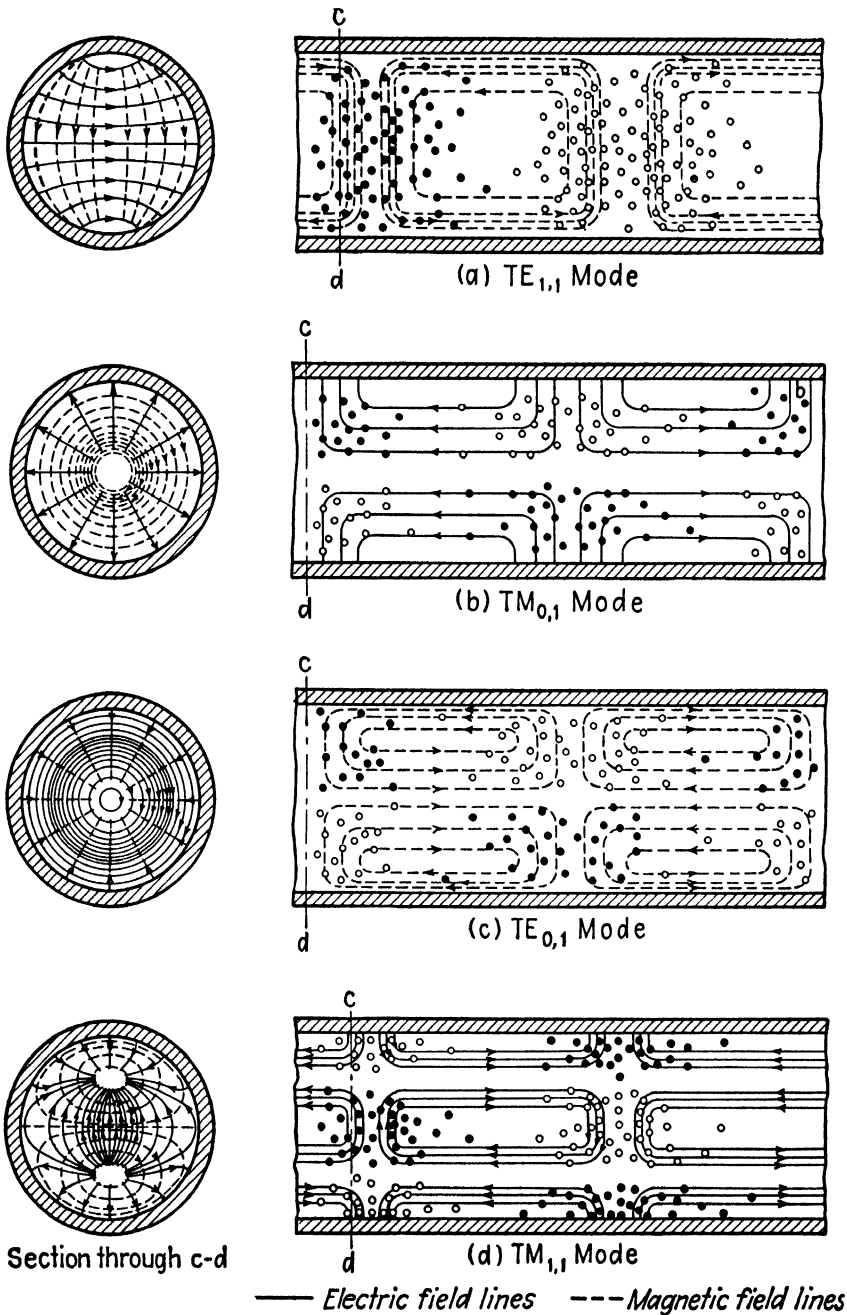 c
d
(a) TE1,1 Mode
c
b
d
(b) TM0,1 Mode
c
d
(c) TE0,1 Mode
c
d
Section through c-d
(d) TM1,1 Mode
Electric field lines
Magnetic field lines